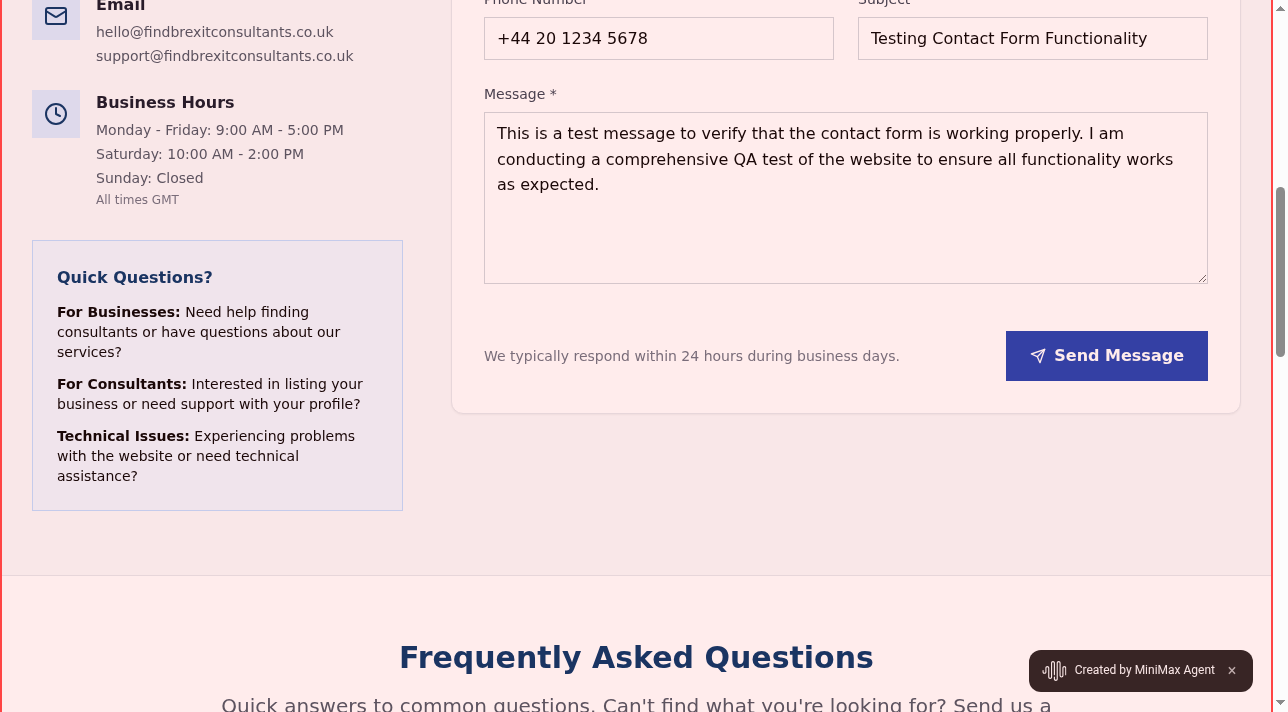 Email
hello@findbrexitconsultants.co.uk
support@findbrexitconsultants.co.uk
Business Hours
Monday - Friday: 9:00 AM - 5:00 PM
Saturday: 10:00 AM - 2:00 PM
Sunday: Closed
All times GMT
Quick Questions?
For Businesses: Need help finding
consultants or have questions about our
services?
For Consultants: Interested in listing your
business or need support with your profile?
Technical Issues: Experiencing problems
with the website or need technical
assistance?
Phone Number
Subject
+44 20 1234 5678
Testing Contact Form Functionality
Message *
This is a test message to verify that the contact form is working properly. I am
conducting a comprehensive QA test of the website to ensure all functionality works
as expected.
We typically respond within 24 hours during business days.
Send Message
Frequently Asked Questions
Quick answers to common questions. Can't find what you're looking for? Send us a
Created by MiniMax Agent ×